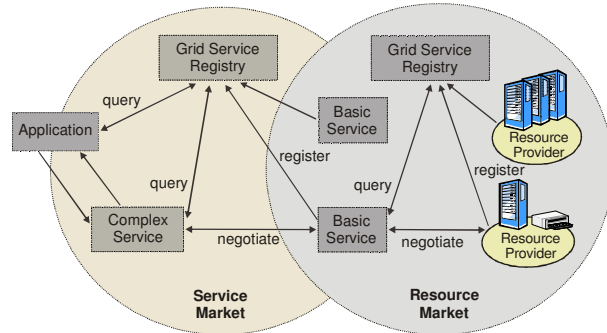 Grid Service
Registry
Grid Service
Registry
query
Application
Basic
Service
Resource
Provider
register
register
query
query
Complex
Service
Basic
Service
negotiate
negotiate
Resource
Provider
Service
Market
Resource
Market